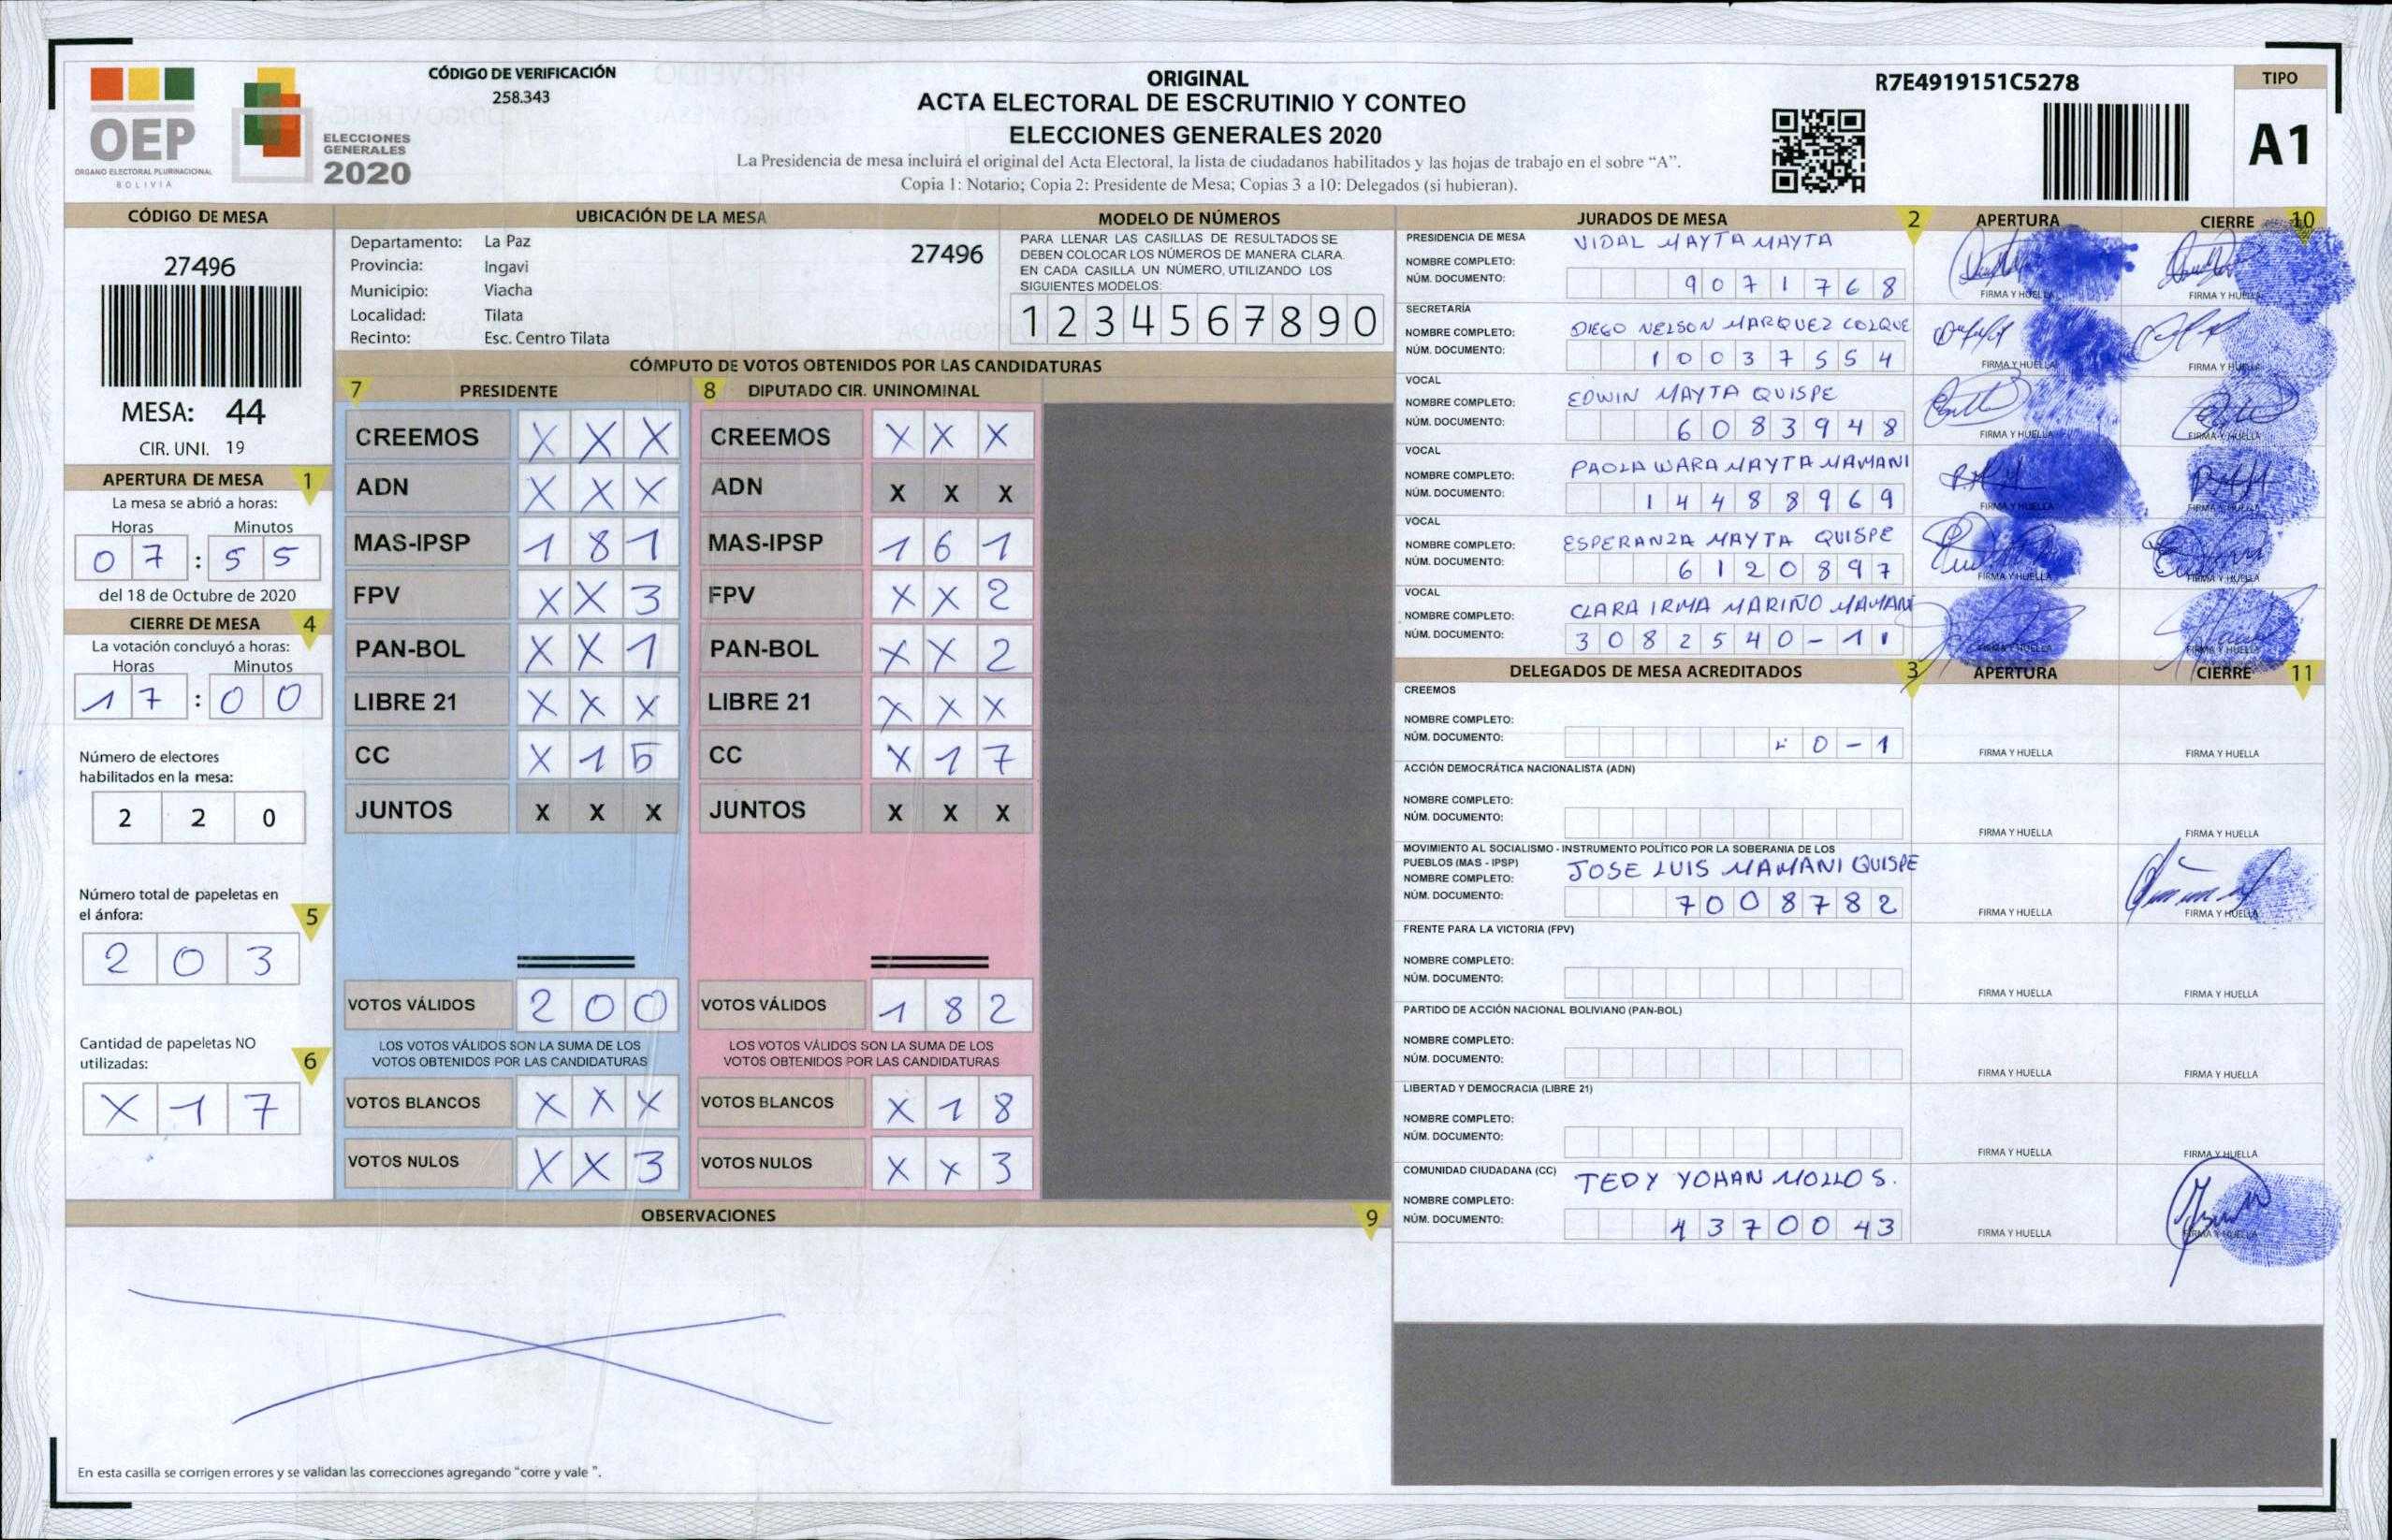 OEP
ÓRGANO ELECTORAL PLURINACIONAL
BOLIVIA
ELECCIONES
GENERALES
2020
CÓDIGO DE VERIFICACIÓN
258.343
ORIGINAL
ACTA ELECTORAL DE ESCRUTINIO Y CONTEO
ELECCIONES GENERALES 2020
La Presidencia de mesa incluirá el original del Acta Electoral, la lista de ciudadanos habilitados y las hojas de trabajo en el sobre “A”.
Copia 1: Notario; Copia 2: Presidente de Mesa; Copias 3 a 10: Delegados (si hubieran).
R7E4919151C5278
TIPO
A1
CÓDIGO DE MESA
27496
MESA: 44
CIR. UNI. 19
APERTURA DE MESA 1
La mesa se abrió a horas:
Horas Minutos
07 : 55
del 18 de Octubre de 2020
CIERRE DE MESA 4
La votación concluyó a horas:
Horas Minutos
17 : 00
Número de electores
habilitados en la mesa:
2 2 0
Número total de papeletas en
el ánfora: 5
2 0 3
Cantidad de papeletas NO
utilizadas: 6
X 1 7
UBICACIÓN DE LA MESA
Departamento: La Paz 27496
Provincia: Ingavi
Municipio: Viacha
Localidad: Tilata
Recinto: Esc. Centro Tilata
MODELO DE NÚMEROS
PARA LLENAR LAS CASILLAS DE RESULTADOS SE
DEBEN COLOCAR LOS NÚMEROS DE MANERA CLARA.
EN CADA CASILLA UN NÚMERO, UTILIZANDO LOS
SIGUIENTES MODELOS:
1 2 3 4 5 6 7 8 9 0
CÓMPUTO DE VOTOS OBTENIDOS POR LAS CANDIDATURAS
7 PRESIDENTE 8 DIPUTADO CIR. UNINOMINAL
CREEMOS X X X CREEMOS X X X
ADN X X X ADN X X X
MAS-IPSP 1 8 1 MAS-IPSP 1 6 1
FPV X X 3 FPV X X 2
PAN-BOL X X 1 PAN-BOL X X 2
LIBRE 21 X X X LIBRE 21 X X X
CC X 1 5 CC X 1 7
JUNTOS X X X JUNTOS X X X
VOTOS VÁLIDOS 2 0 0 VOTOS VÁLIDOS 1 8 2
LOS VOTOS VÁLIDOS SON LA SUMA DE LOS LOS VOTOS VÁLIDOS SON LA SUMA DE LOS
VOTOS OBTENIDOS POR LAS CANDIDATURAS VOTOS OBTENIDOS POR LAS CANDIDATURAS
VOTOS BLANCOS X X X VOTOS BLANCOS X 1 8
VOTOS NULOS X X 3 VOTOS NULOS X X 3
OBSERVACIONES 9
En esta casilla se corrigen errores y se validan las correcciones agregando “corre y vale ”.
JURADOS DE MESA 2 APERTURA CIERRE 10
PRESIDENCIA DE MESA VIDAL MAYTA MAYTA
NOMBRE COMPLETO:
NÚM. DOCUMENTO: 9071768
FIRMA Y HUELLA FIRMA Y HUELLA
SECRETARÍA
NOMBRE COMPLETO: DIEGO NELSON MARQUEZ COLQUE
NÚM. DOCUMENTO: 10037554
FIRMA Y HUELLA FIRMA Y HUELLA
VOCAL
NOMBRE COMPLETO: EDWIN MAYTA QUISPE
NÚM. DOCUMENTO: 6083948
FIRMA Y HUELLA FIRMA Y HUELLA
VOCAL
NOMBRE COMPLETO: PAOLA WARA MAYTA MAMANI
NÚM. DOCUMENTO: 14488969
FIRMA Y HUELLA FIRMA Y HUELLA
VOCAL
NOMBRE COMPLETO: ESPERANZA MAYTA QUISPE
NÚM. DOCUMENTO: 6120897
FIRMA Y HUELLA FIRMA Y HUELLA
VOCAL
NOMBRE COMPLETO: CLARA IRMA MARIÑO MAMANI
NÚM. DOCUMENTO: 3082540-11
FIRMA Y HUELLA FIRMA Y HUELLA
DELEGADOS DE MESA ACREDITADOS 3 APERTURA CIERRE 11
CREEMOS
NOMBRE COMPLETO:
NÚM. DOCUMENTO: 0-1
FIRMA Y HUELLA FIRMA Y HUELLA
ACCIÓN DEMOCRÁTICA NACIONALISTA (ADN)
NOMBRE COMPLETO:
NÚM. DOCUMENTO:
FIRMA Y HUELLA FIRMA Y HUELLA
MOVIMIENTO AL SOCIALISMO - INSTRUMENTO POLÍTICO POR LA SOBERANIA DE LOS
PUEBLOS (MAS - IPSP) JOSE LUIS MAMANI QUISPE
NOMBRE COMPLETO:
NÚM. DOCUMENTO: 7008782
FIRMA Y HUELLA FIRMA Y HUELLA
FRENTE PARA LA VICTORIA (FPV)
NOMBRE COMPLETO:
NÚM. DOCUMENTO:
FIRMA Y HUELLA FIRMA Y HUELLA
PARTIDO DE ACCIÓN NACIONAL BOLIVIANO (PAN-BOL)
NOMBRE COMPLETO:
NÚM. DOCUMENTO:
FIRMA Y HUELLA FIRMA Y HUELLA
LIBERTAD Y DEMOCRACIA (LIBRE 21)
NOMBRE COMPLETO:
NÚM. DOCUMENTO:
FIRMA Y HUELLA FIRMA Y HUELLA
COMUNIDAD CIUDADANA (CC) TEDY YOHAN MOLLO S.
NOMBRE COMPLETO:
NÚM. DOCUMENTO: 4370043
FIRMA Y HUELLA FIRMA Y HUELLA